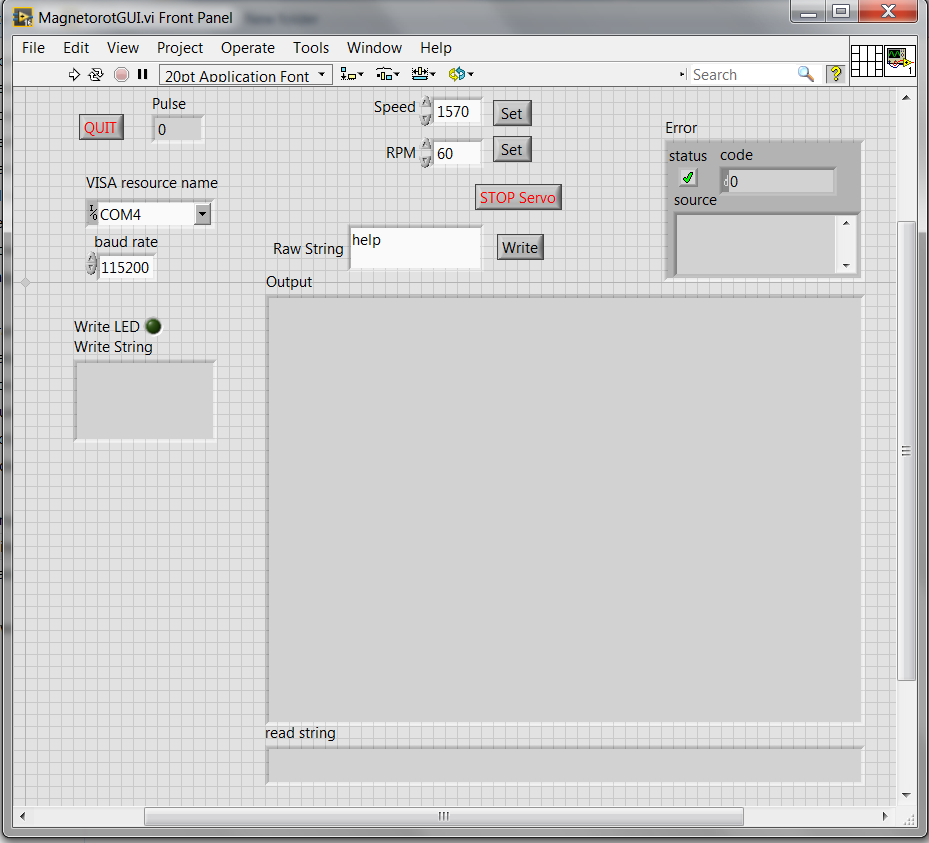 MagnetorotGUI.vi Front Panel
File Edit View Project Operate Tools Window Help
20pt Application Font
Search
?
1
Pulse
QUIT
0
Speed
1570
Set
RPM
60
Set
STOP Servo
Error
status code
d0
source
VISA resource name
I/O COM4
baud rate
115200
Raw String
help
Write
Output
Write LED
Write String
read string